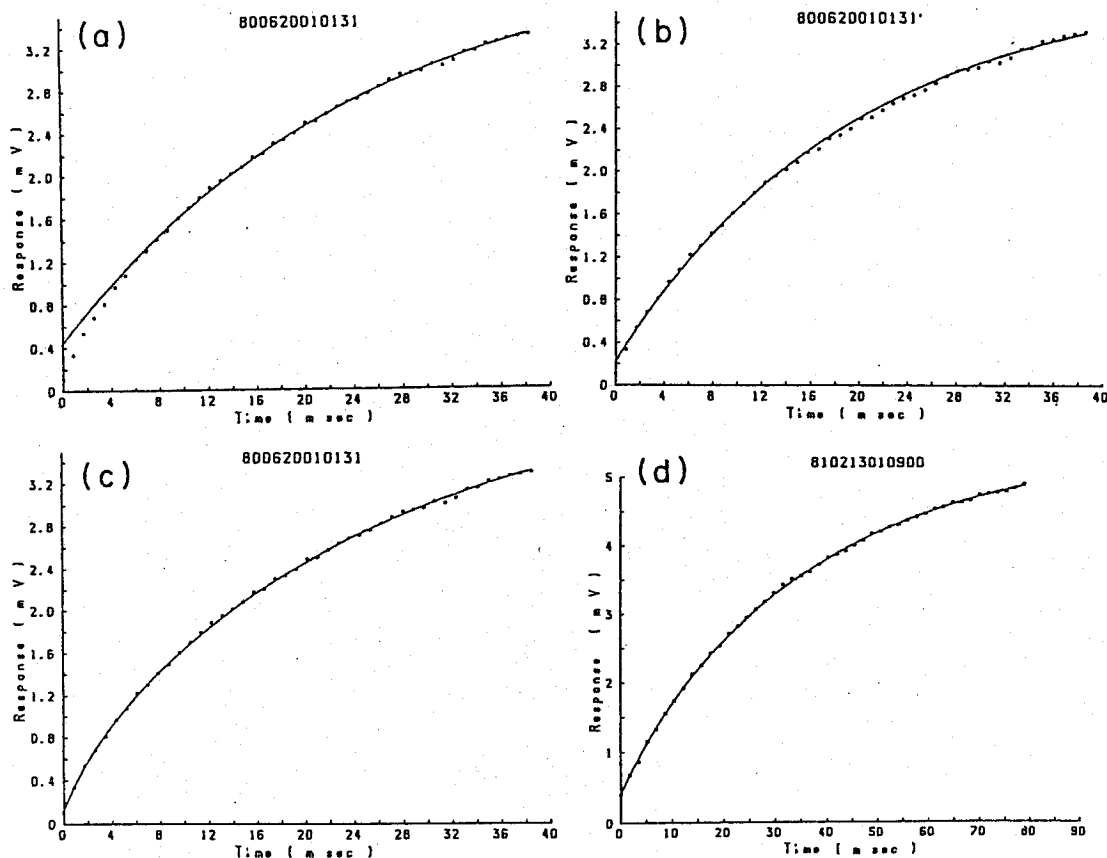 (a)
800620010131
3.2
2.8
2.4
2.0
1.6
1.2
0.8
0.4
0
Response ( m V )
0 4 8 12 16 20 24 28 32 36 40
Time ( m sec )
(b)
800620010131
3.2
2.8
2.4
2.0
1.6
1.2
0.8
0.4
0
Response ( m V )
0 4 8 12 16 20 24 28 32 36 40
Time ( m sec )
(c)
800620010131
3.2
2.8
2.4
2.0
1.6
1.2
0.8
0.4
0
Response ( m V )
0 4 8 12 16 20 24 28 32 36 40
Time ( m sec )
(d)
810213010900
5
4
3
2
1
0
Response ( m V )
0 10 20 30 40 50 60 70 80 90
Time ( m sec )